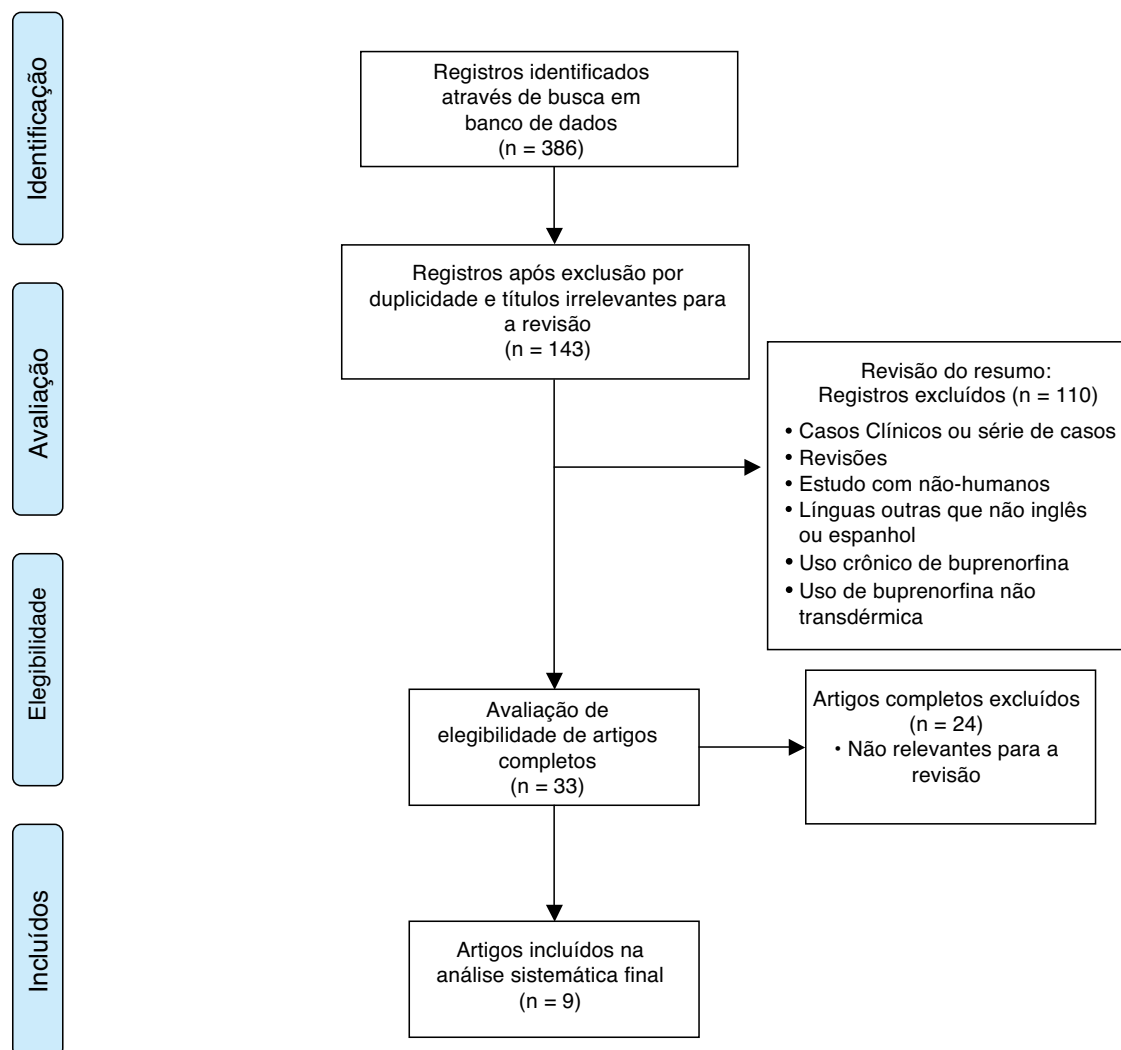 Identificação
Registros identificados
através de busca em
banco de dados
(n = 386)
Avaliação
Registros após exclusão por
duplicidade e títulos irrelevantes para
a revisão
(n = 143)
Revisão do resumo:
Registros excluídos (n = 110)
• Casos Clínicos ou série de casos
• Revisões
• Estudo com não-humanos
• Línguas outras que não inglês
ou espanhol
• Uso crônico de buprenorfina
• Uso de buprenorfina não
transdérmica
Elegibilidade
Avaliação de
elegibilidade de artigos
completos
(n = 33)
Artigos completos excluídos
(n = 24)
• Não relevantes para a
revisão
Incluídos
Artigos incluídos na
análise sistemática final
(n = 9)